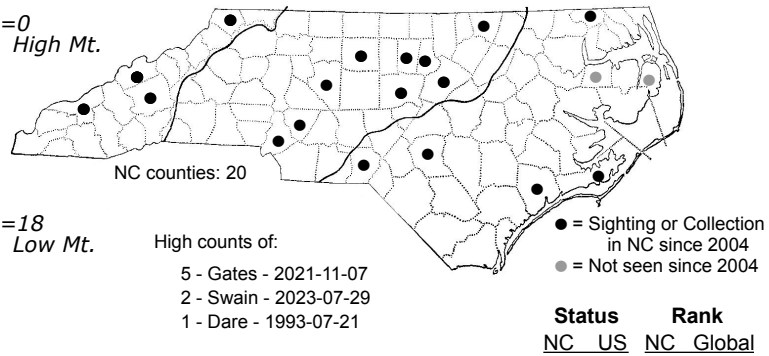 =0
High Mt.
NC counties: 20
=18
Low Mt.
High counts of:
5 - Gates - 2021-11-07
2 - Swain - 2023-07-29
1 - Dare - 1993-07-21
= Sighting or Collection
in NC since 2004
= Not seen since 2004
Status Rank
NC US NC Global